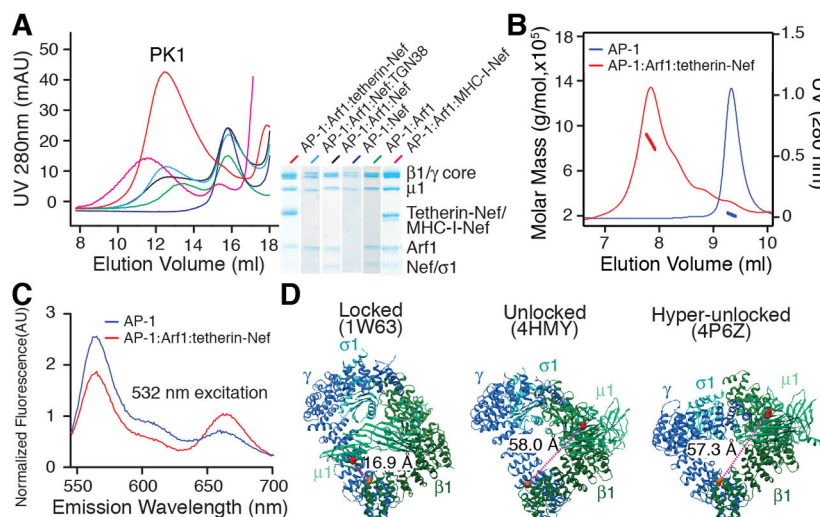 A
PK1
UV 280nm (mAU)
50
40
30
20
10
0
8 10 12 14 16 18
Elution Volume (ml)
AP-1:Arf1:tetherin-Nef
AP-1:Arf1:Nef:TGN38
AP-1:Arf1:Nef
AP-1:Nef
AP-1:Arf1
AP-1:Arf1:MHC-I-Nef
β1/γ core
μ1
Tetherin-Nef/
MHC-I-Nef
Arf1
Nef/σ1
B
AP-1
AP-1:Arf1:tetherin-Nef
Molar Mass (g/mol,x10⁵)
18
14
10
6
2
1.5
1.0
0.5
0
UV (280 nm)
7 8 9 10
Elution Volume (ml)
C
AP-1
AP-1:Arf1:tetherin-Nef
532 nm excitation
Normalized Fluorescence(AU)
3
2
1
0
550 600 650 700
Emission Wavelength (nm)
D
Locked
(1W63)
σ1
γ
μ1
16.9 Å
β1
Unlocked
(4HMY)
σ1
γ
μ1
58.0 Å
β1
Hyper-unlocked
(4P6Z)
σ1
γ
μ1
57.3 Å
β1